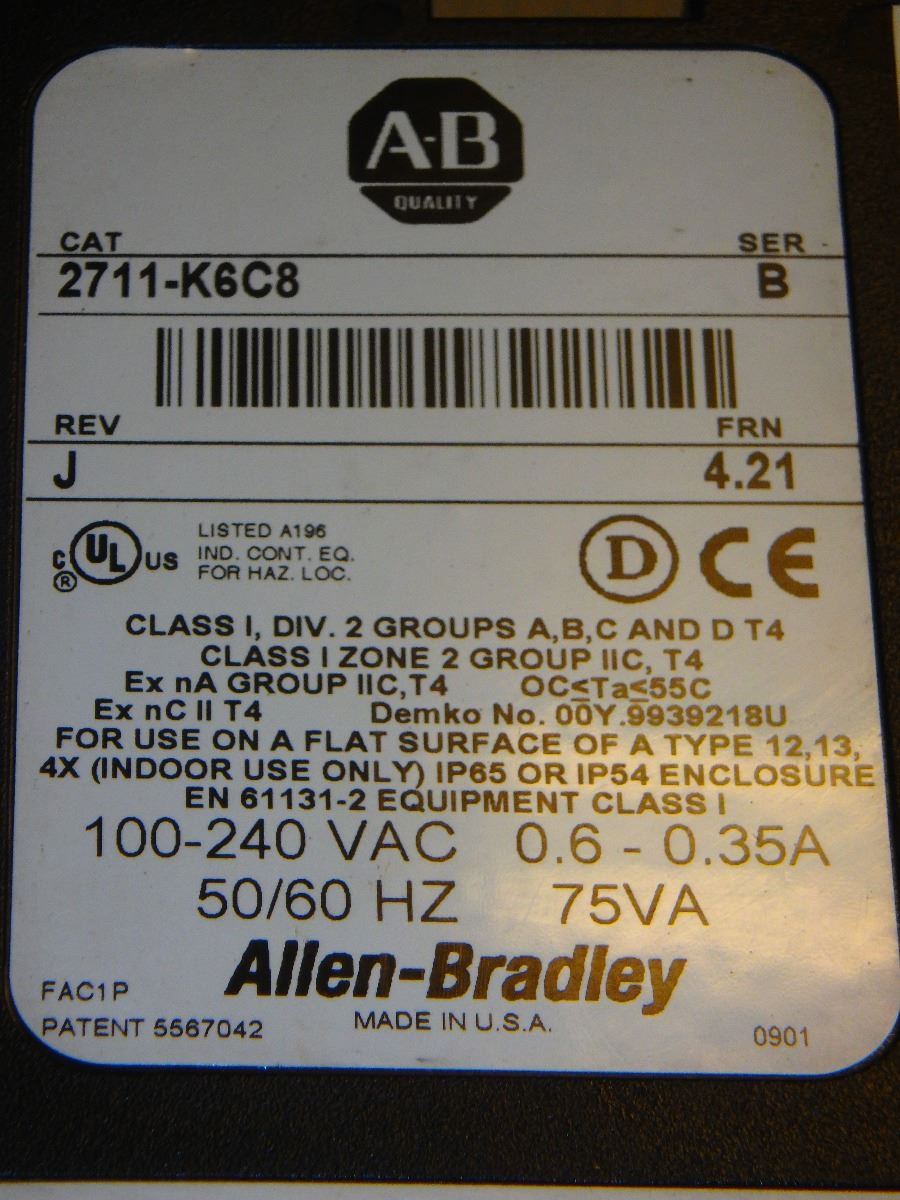 A-B
QUALITY
CAT SER
2711-K6C8 B
REV FRN
J 4.21
C UL US ® LISTED A196
IND. CONT. EQ.
FOR HAZ. LOC.
D CE
CLASS I, DIV. 2 GROUPS A,B,C AND D T4
CLASS I ZONE 2 GROUP IIC, T4
Ex nA GROUP IIC,T4 OC≤Ta≤55C
Ex nC II T4 Demko No. 00Y.9939218U
FOR USE ON A FLAT SURFACE OF A TYPE 12,13,
4X (INDOOR USE ONLY) IP65 OR IP54 ENCLOSURE
EN 61131-2 EQUIPMENT CLASS I
100-240 VAC 0.6 - 0.35A
50/60 HZ 75VA
Allen-Bradley
FAC1P
PATENT 5567042 MADE IN U.S.A. 0901